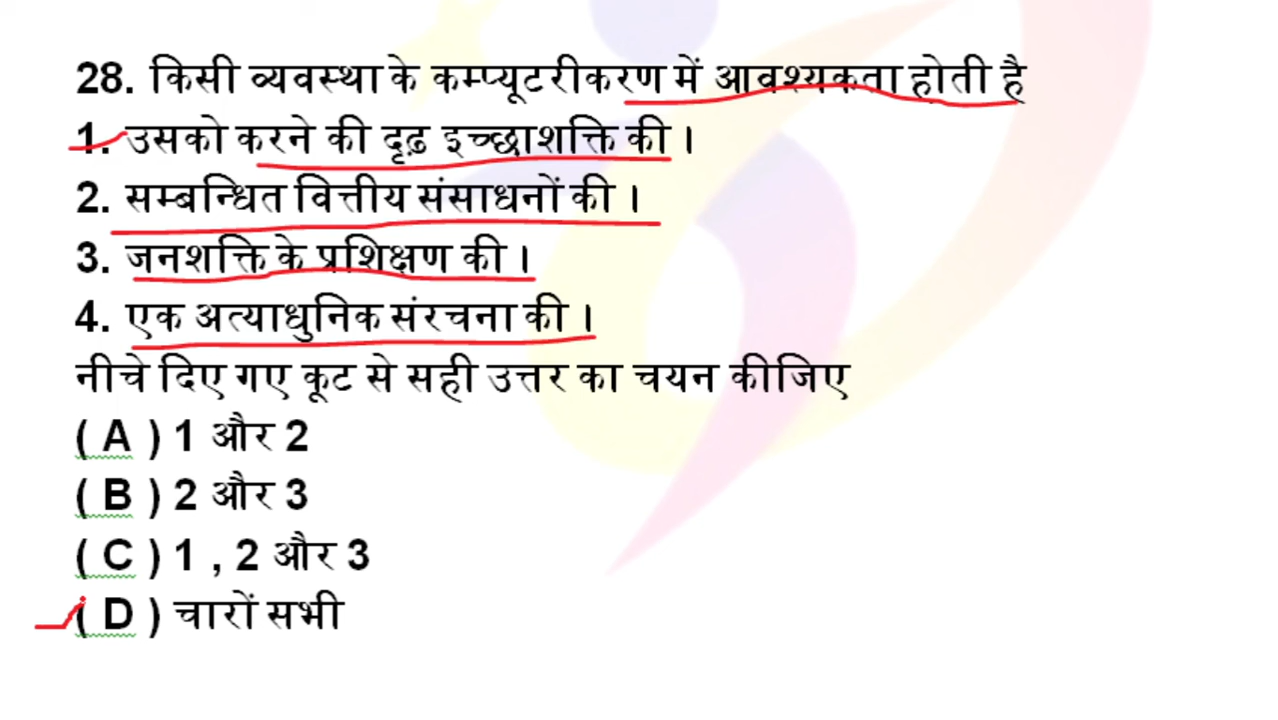 28. किसी व्यवस्था के कम्प्यूटरीकरण में आवश्यकता होती है
1. उसको करने की दृढ़ इच्छाशक्ति की ।
2. सम्बन्धित वित्तीय संसाधनों की ।
3. जनशक्ति के प्रशिक्षण की ।
4. एक अत्याधुनिक संरचना की ।
नीचे दिए गए कूट से सही उत्तर का चयन कीजिए
( A ) 1 और 2
( B ) 2 और 3
( C ) 1 , 2 और 3
( D ) चारों सभी